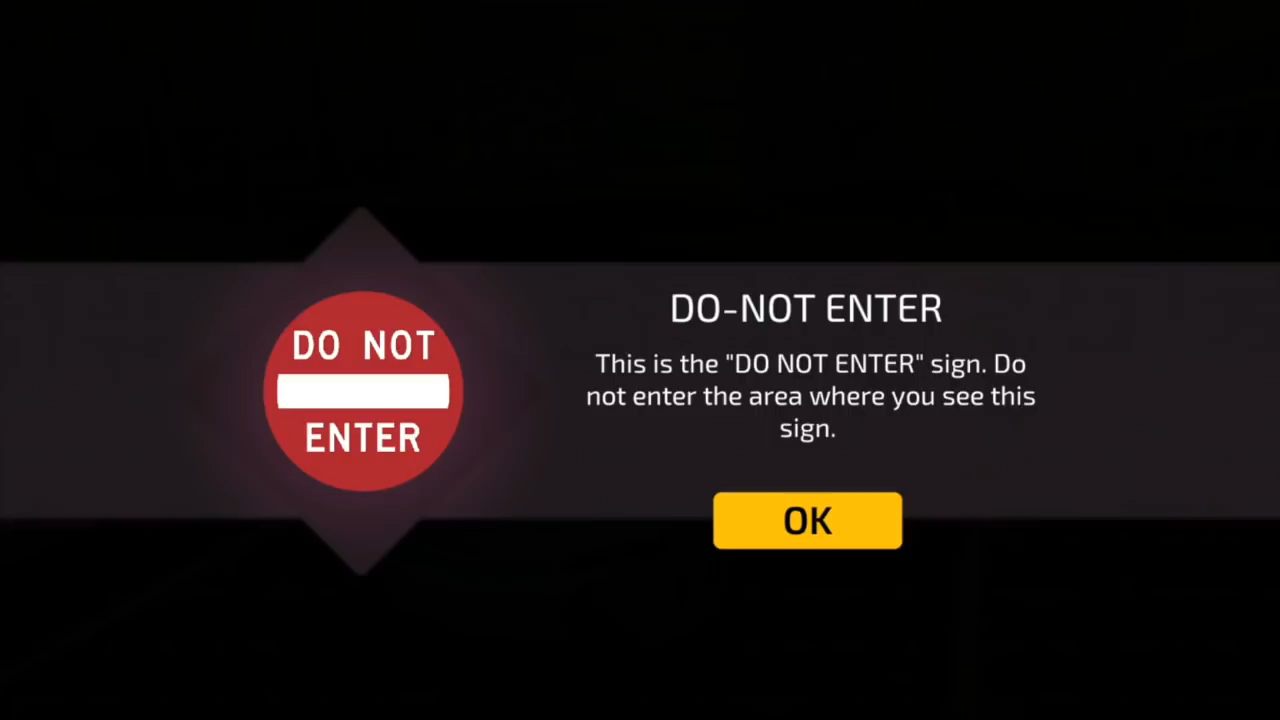 DO NOT
ENTER
DO-NOT ENTER
This is the "DO NOT ENTER" sign. Do
not enter the area where you see this
sign.
OK